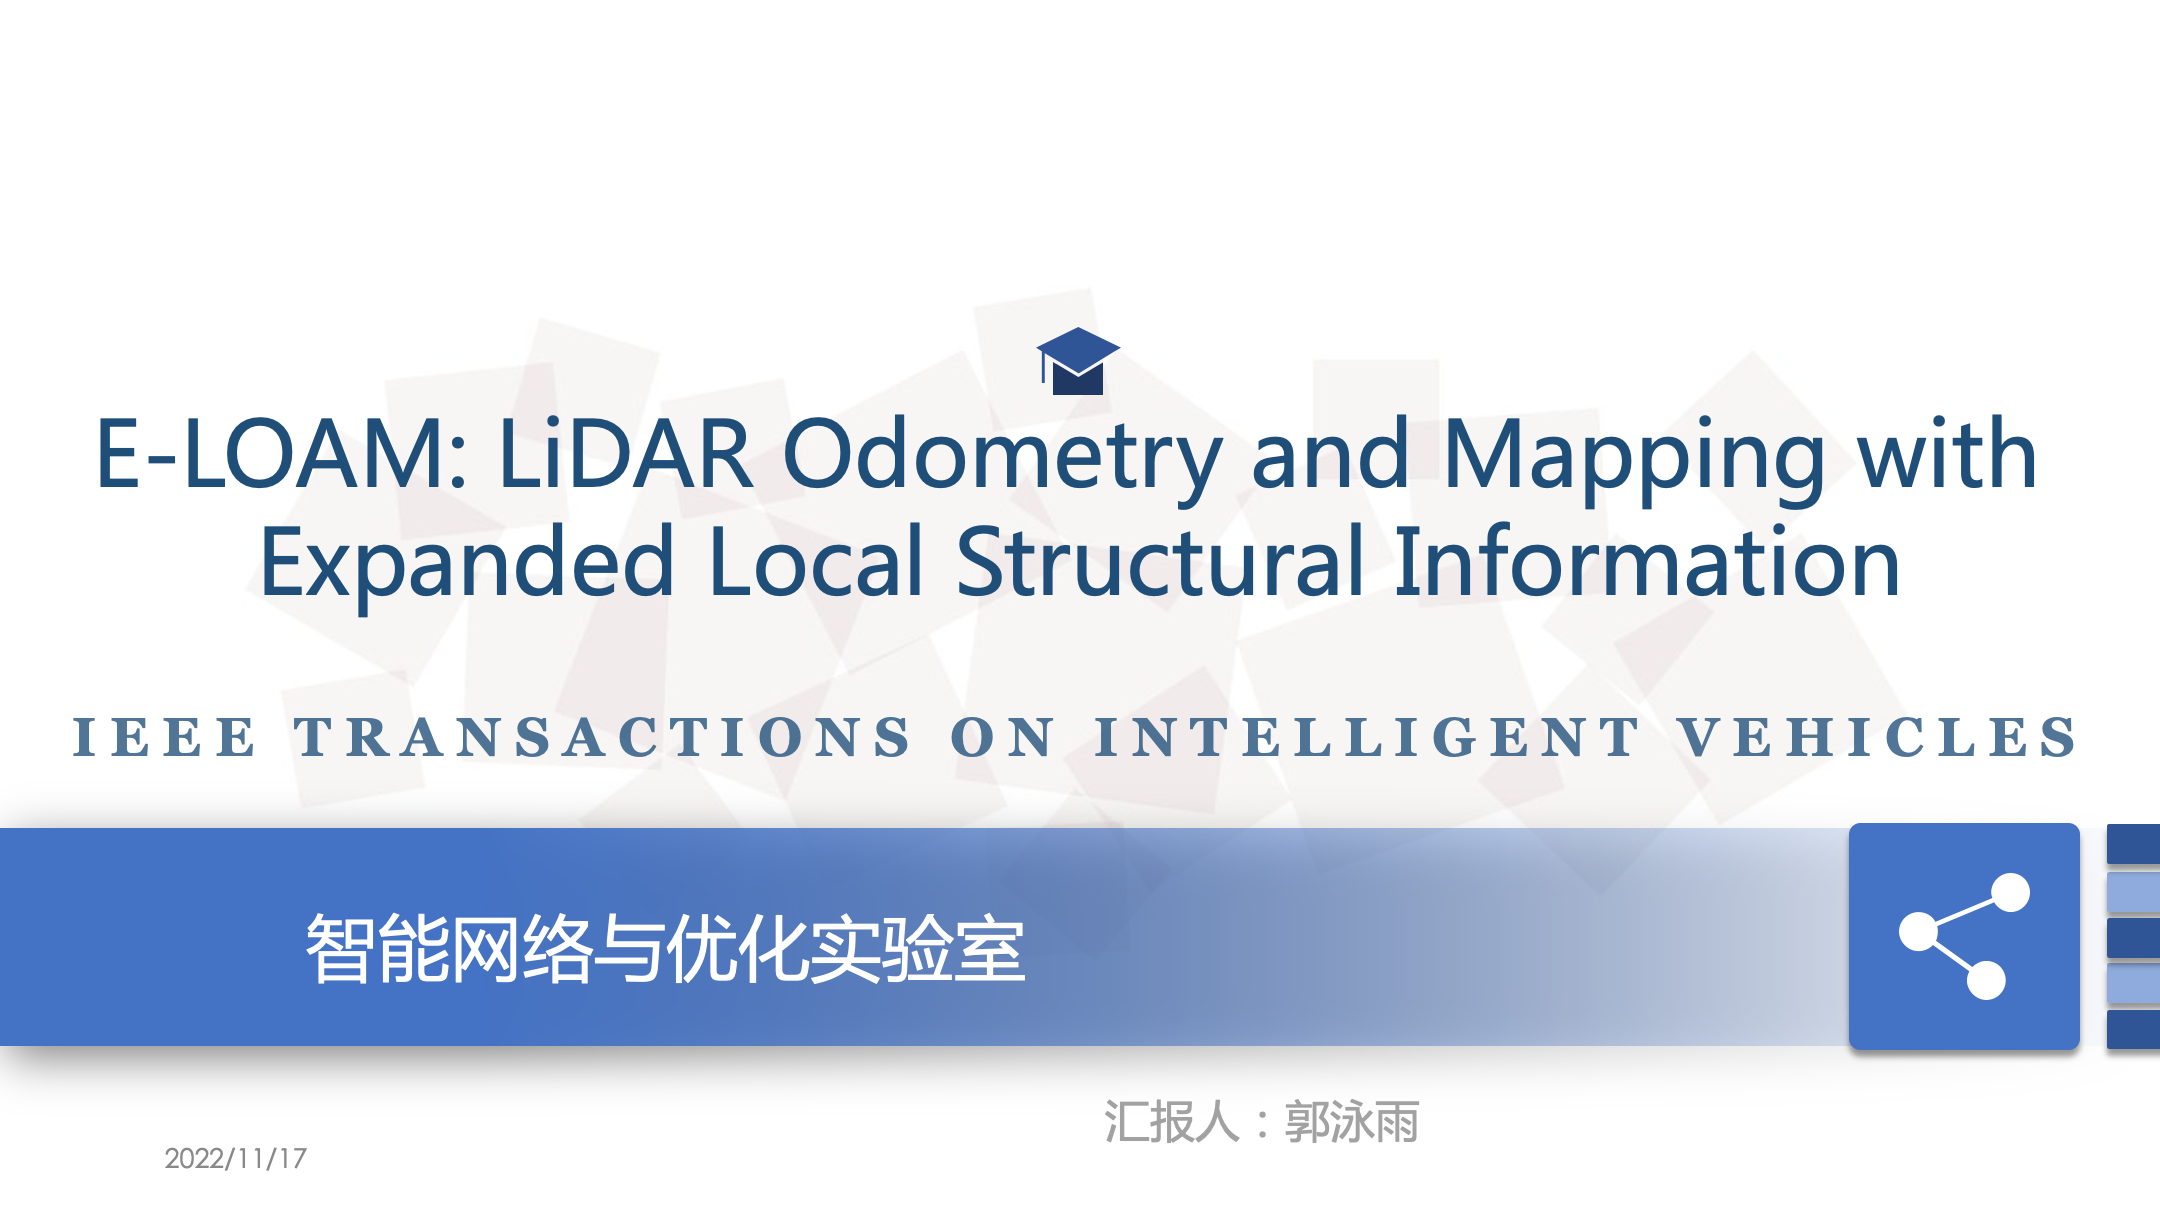 E-LOAM: LiDAR Odometry and Mapping with
Expanded Local Structural Information
IEEE TRANSACTIONS ON INTELLIGENT VEHICLES
智能网络与优化实验室
汇报人：郭泳雨
2022/11/17